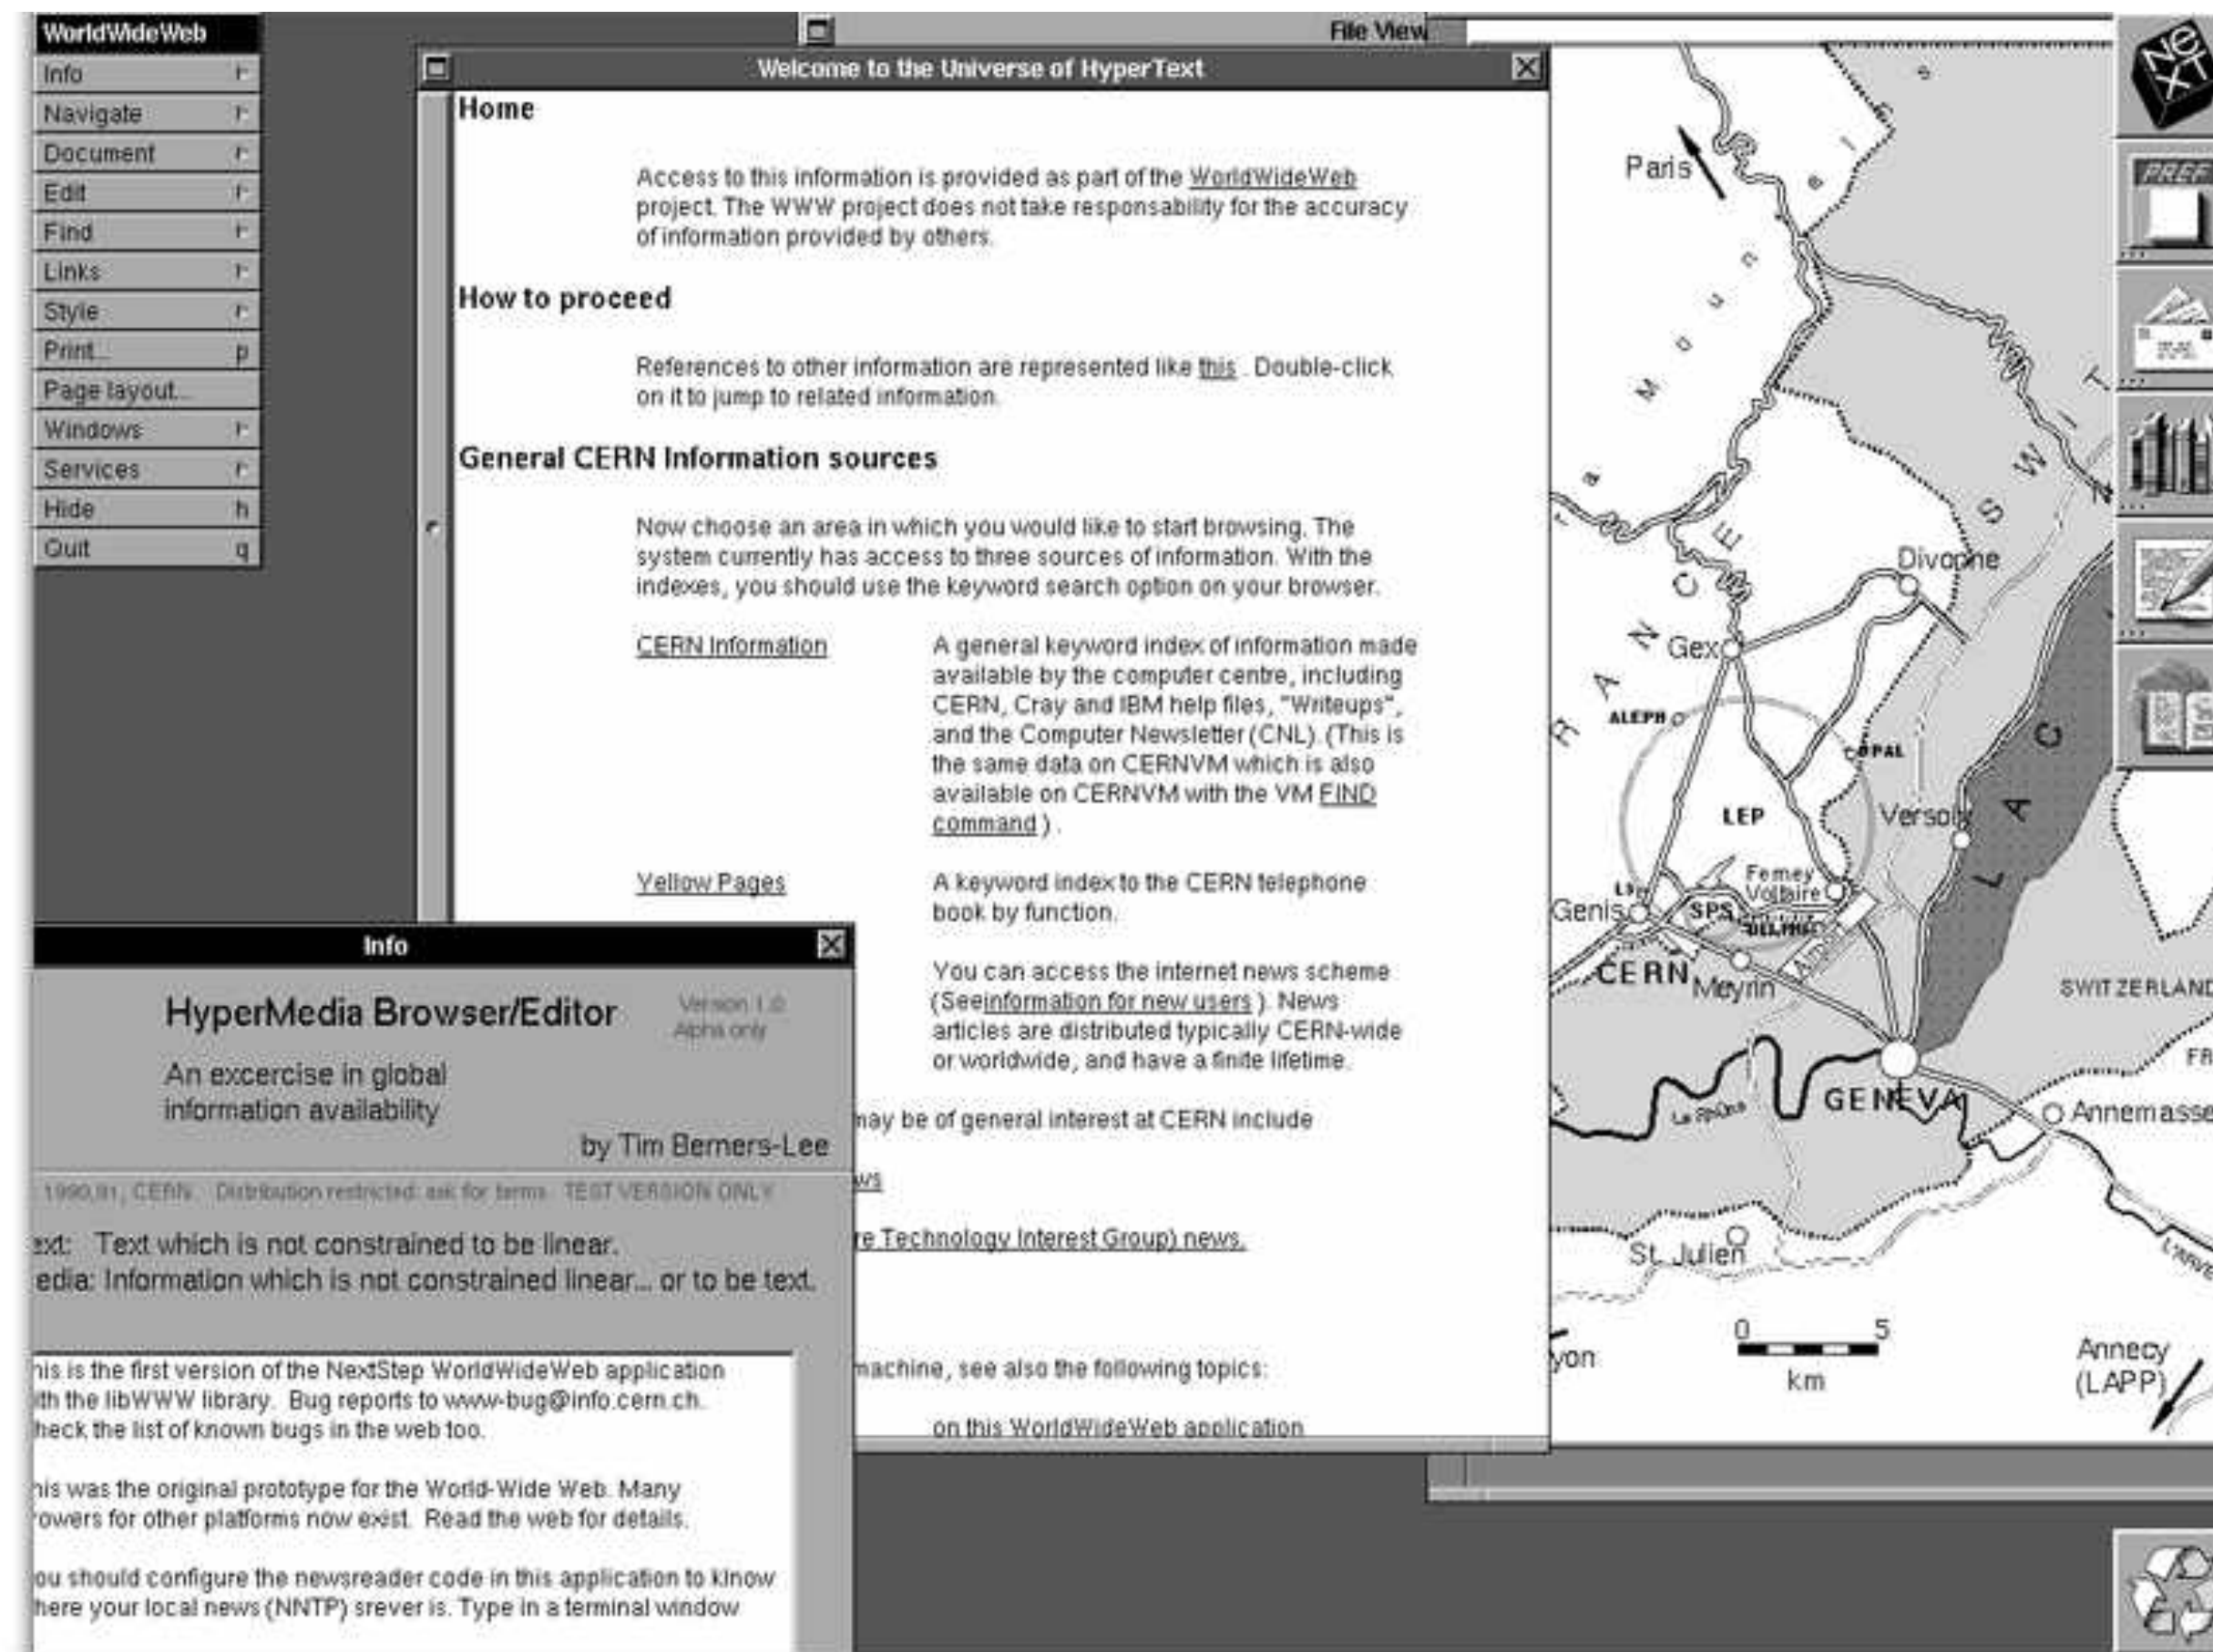 WorldWideWeb
Info
Navigate
Document
Edit
Find
Links
Style
Print... p
Page layout...
Windows
Services
Hide h
Quit q
File View
Welcome to the Universe of HyperText
Home
Access to this information is provided as part of the WorldWideWeb
project. The WWW project does not take responsability for the accuracy
of information provided by others.
How to proceed
References to other information are represented like this . Double-click
on it to jump to related information.
General CERN Information sources
Now choose an area in which you would like to start browsing. The
system currently has access to three sources of information. With the
indexes, you should use the keyword search option on your browser.
CERN Information
A general keyword index of information made
available by the computer centre, including
CERN, Cray and IBM help files, "Writeups",
and the Computer Newsletter (CNL). (This is
the same data on CERNVM which is also
available on CERNVM with the VM FIND
command ) .
Yellow Pages
A keyword index to the CERN telephone
book by function.
You can access the internet news scheme
(Seeinformation for new users ). News
articles are distributed typically CERN-wide
or worldwide, and have a finite lifetime.
may be of general interest at CERN include
ws
re Technology Interest Group) news.
machine, see also the following topics:
on this WorldWideWeb application
Info
HyperMedia Browser/Editor
Version 1.0
Alpha only
An excercise in global
information availability
by Tim Berners-Lee
1990,91, CERN. Distribution restricted: ask for terms. TEST VERSION ONLY
ext: Text which is not constrained to be linear.
edia: Information which is not constrained linear... or to be text.
his is the first version of the NextStep WorldWideWeb application
ith the libWWW library. Bug reports to www-bug@info.cern.ch.
heck the list of known bugs in the web too.
his was the original prototype for the World-Wide Web. Many
owers for other platforms now exist. Read the web for details.
ou should configure the newsreader code in this application to kInow
here your local news (NNTP) srever is. Type in a terminal window
NeXT
PREF
Paris
FRANCE
SWIT
Divonne
Gex
ALEPH
OPAL
LEP
LAC
Versoix
Ferney
Voltaire
Genis
SPS
DELPHI
CERN
Meyrin
SWITZERLAND
FR
GENEVA
Le Rhône
Annemasse
St. Julien
L'ARVE
0 5
km
yon
Annecy
(LAPP)